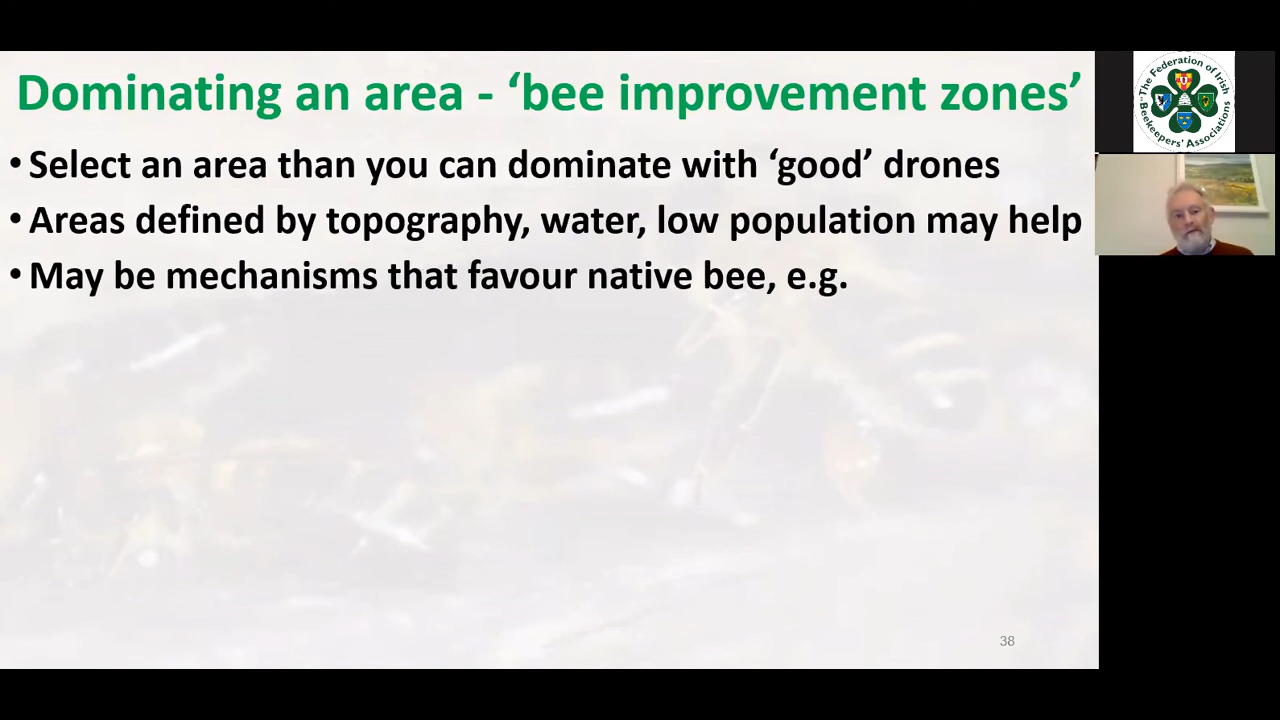 Dominating an area - ‘bee improvement zones’
• Select an area than you can dominate with ‘good’ drones
• Areas defined by topography, water, low population may help
• May be mechanisms that favour native bee, e.g.
38
The Federation of Irish
Beekeepers' Associations